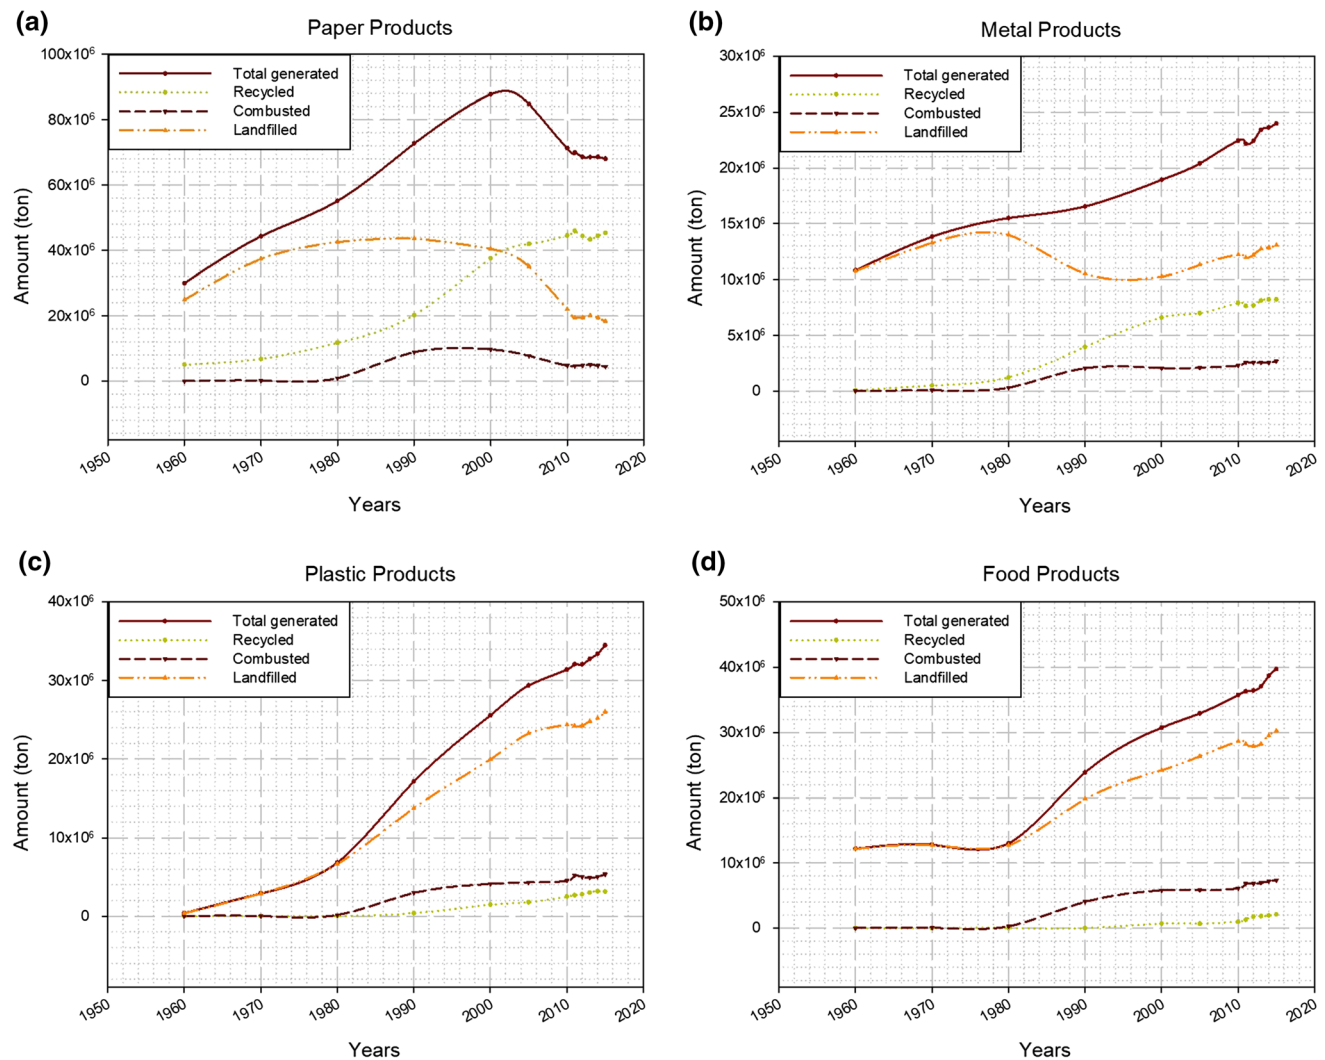 (a)
Paper Products
100x10⁶
80x10⁶
60x10⁶
40x10⁶
20x10⁶
0
Amount (ton)
Total generated
Recycled
Combusted
Landfilled
1950 1960 1970 1980 1990 2000 2010 2020
Years
(b)
Metal Products
30x10⁶
25x10⁶
20x10⁶
15x10⁶
10x10⁶
5x10⁶
0
Amount (ton)
Total generated
Recycled
Combusted
Landfilled
1950 1960 1970 1980 1990 2000 2010 2020
Years
(c)
Plastic Products
40x10⁶
30x10⁶
20x10⁶
10x10⁶
0
Amount (ton)
Total generated
Recycled
Combusted
Landfilled
1950 1960 1970 1980 1990 2000 2010 2020
Years
(d)
Food Products
50x10⁶
40x10⁶
30x10⁶
20x10⁶
10x10⁶
0
Amount (ton)
Total generated
Recycled
Combusted
Landfilled
1950 1960 1970 1980 1990 2000 2010 2020
Years